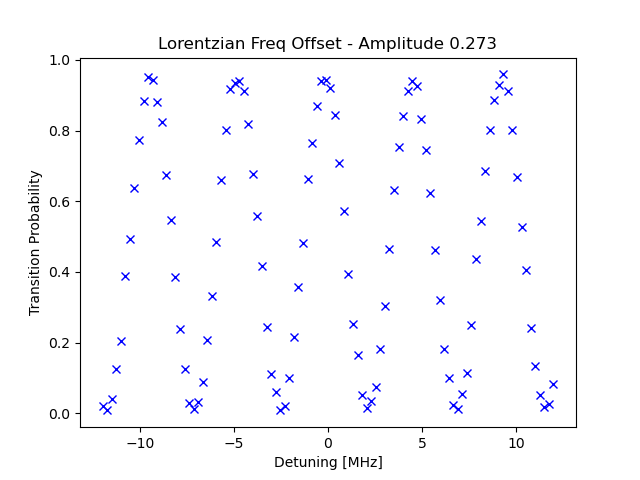 Lorentzian Freq Offset - Amplitude 0.273
Transition Probability
1.0
0.8
0.6
0.4
0.2
0.0
−10 −5 0 5 10
Detuning [MHz]